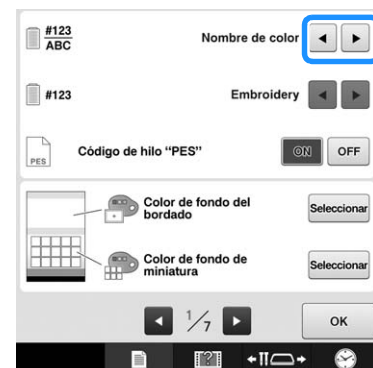 #123
ABC
Nombre de color
#123
Embroidery
PES
Código de hilo “PES”
ON
OFF
Color de fondo del
bordado
Seleccionar
Color de fondo de
miniatura
Seleccionar
1/7
OK